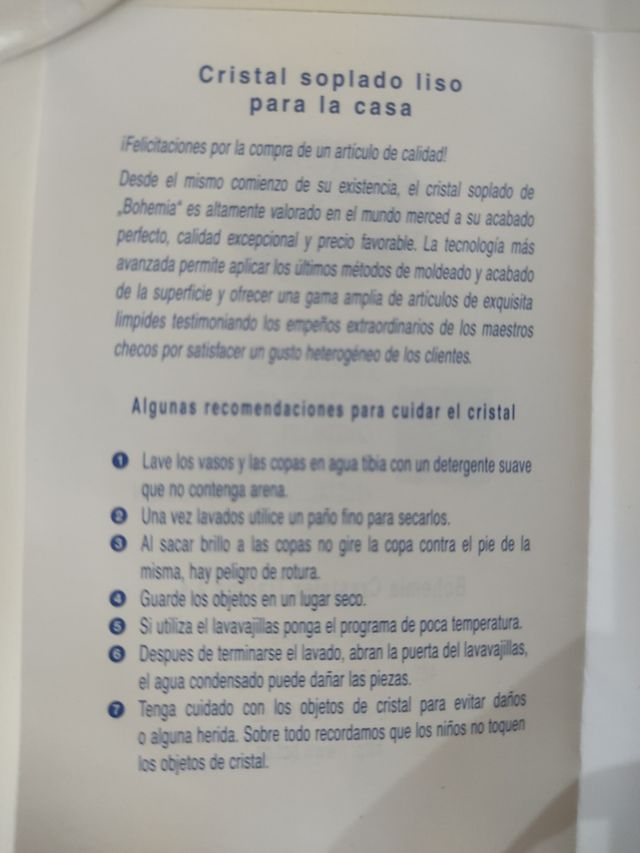 Cristal soplado liso
para la casa
¡Felicitaciones por la compra de un artículo de calidad!
Desde el mismo comienzo de su existencia, el cristal soplado de
„Bohemia“ es altamente valorado en el mundo merced a su acabado
perfecto, calidad excepcional y precio favorable. La tecnología más
avanzada permite aplicar los últimos métodos de moldeado y acabado
de la superficie y ofrecer una gama amplia de artículos de exquisita
limpides testimoniando los empeños extraordinarios de los maestros
checos por satisfacer un gusto heterogéneo de los clientes.
Algunas recomendaciones para cuidar el cristal
1 Lave los vasos y las copas en agua tibia con un detergente suave
que no contenga arena.
2 Una vez lavados utilice un paño fino para secarlos.
3 Al sacar brillo a las copas no gire la copa contra el pie de la
misma, hay peligro de rotura.
4 Guarde los objetos en un lugar seco.
5 Si utiliza el lavavajillas ponga el programa de poca temperatura.
6 Despues de terminarse el lavado, abran la puerta del lavavajillas,
el agua condensado puede dañar las piezas.
7 Tenga cuidado con los objetos de cristal para evitar daños
o alguna herida. Sobre todo recordamos que los niños no toquen
los objetos de cristal.